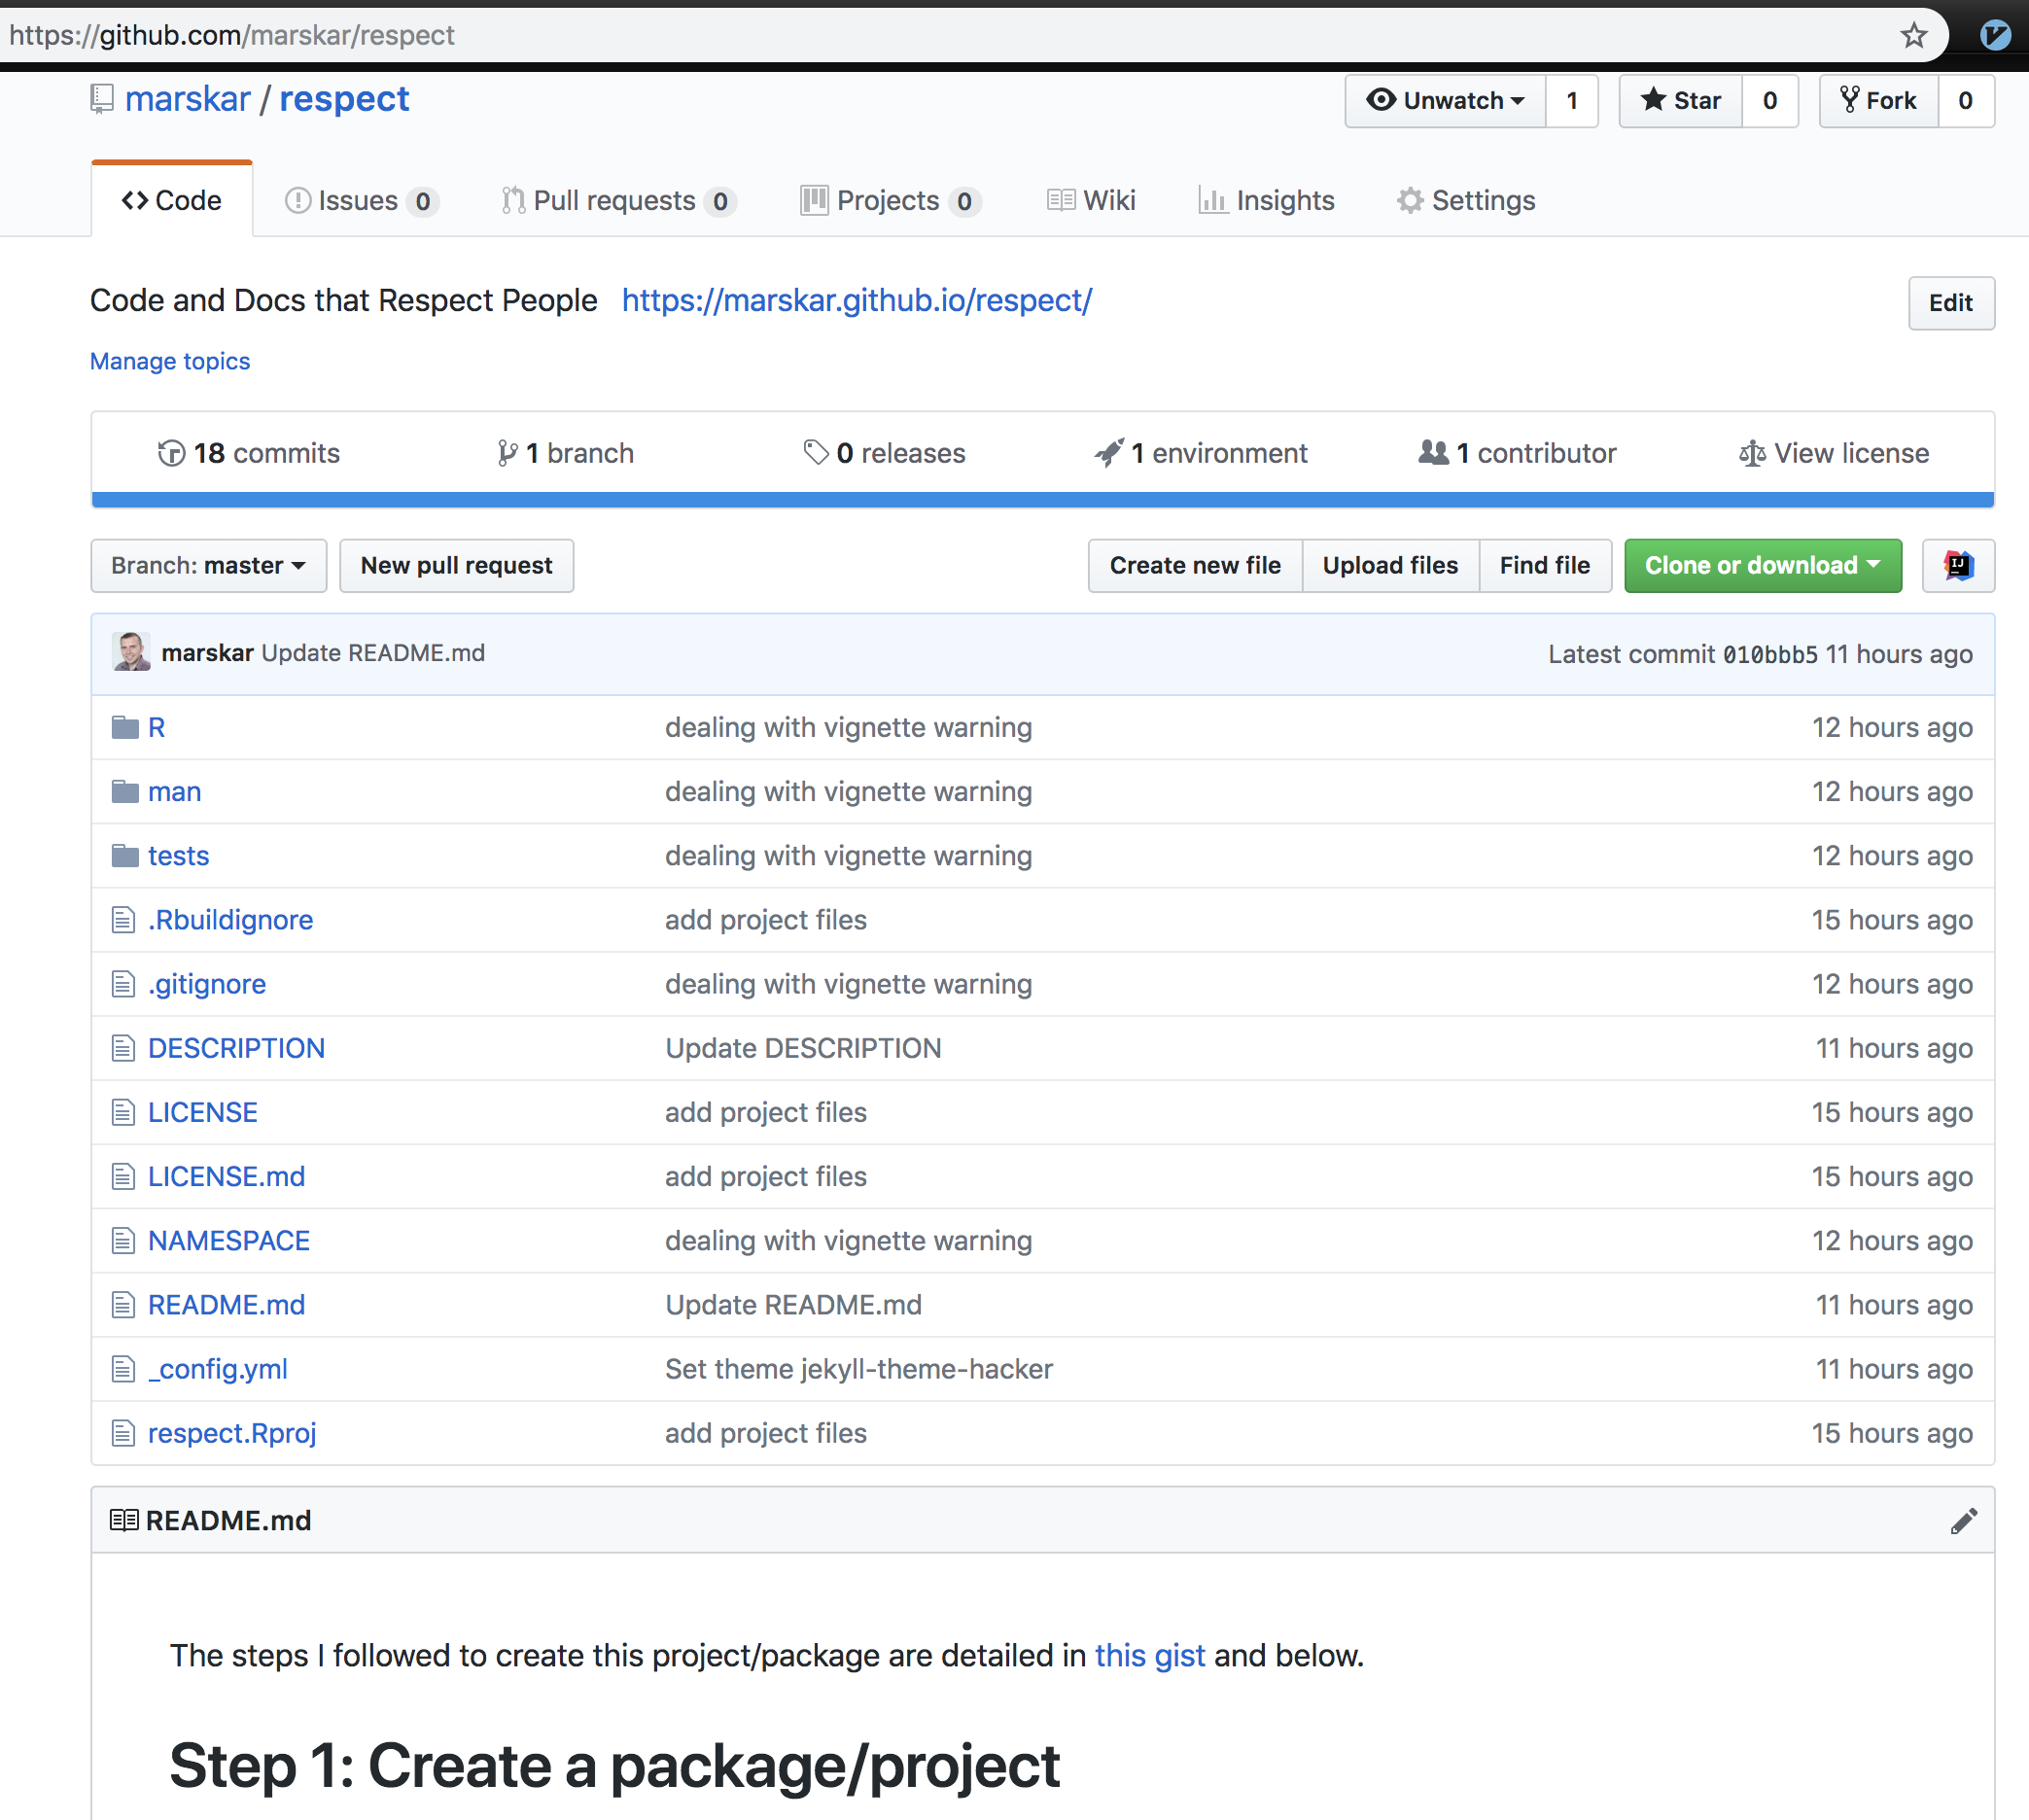 https://github.com/marskar/respect
marskar / respect
Unwatch 1 Star 0 Fork 0
Code Issues 0 Pull requests 0 Projects 0 Wiki Insights Settings
Code and Docs that Respect People https://marskar.github.io/respect/ Edit
Manage topics
18 commits 1 branch 0 releases 1 environment 1 contributor View license
Branch: master New pull request Create new file Upload files Find file Clone or download IJ
marskar Update README.md Latest commit 010bbb5 11 hours ago
R dealing with vignette warning 12 hours ago
man dealing with vignette warning 12 hours ago
tests dealing with vignette warning 12 hours ago
.Rbuildignore add project files 15 hours ago
.gitignore dealing with vignette warning 12 hours ago
DESCRIPTION Update DESCRIPTION 11 hours ago
LICENSE add project files 15 hours ago
LICENSE.md add project files 15 hours ago
NAMESPACE dealing with vignette warning 12 hours ago
README.md Update README.md 11 hours ago
_config.yml Set theme jekyll-theme-hacker 11 hours ago
respect.Rproj add project files 15 hours ago
README.md
The steps I followed to create this project/package are detailed in this gist and below.
Step 1: Create a package/project